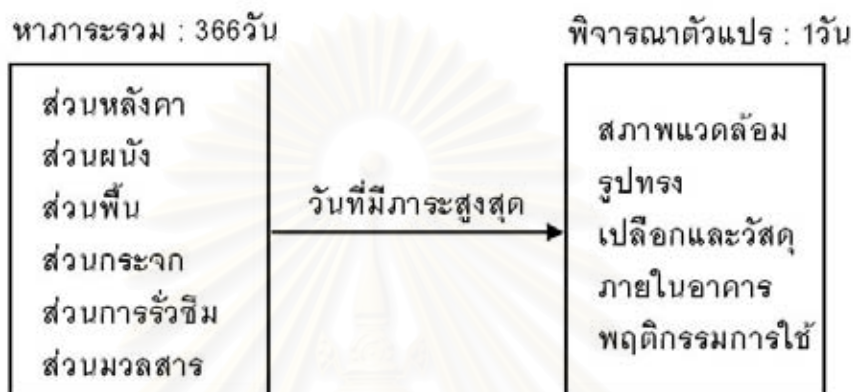 หาภาระรวม : 366วัน
ส่วนหลังคา
ส่วนผนัง
ส่วนพื้น
ส่วนกระจก
ส่วนการรั่วซึม
ส่วนมวลสาร
วันที่มีภาระสูงสุด
พิจารณาตัวแปร : 1วัน
สภาพแวดล้อม
รูปทรง
เปลือกและวัสดุ
ภายในอาคาร
พฤติกรรมการใช้